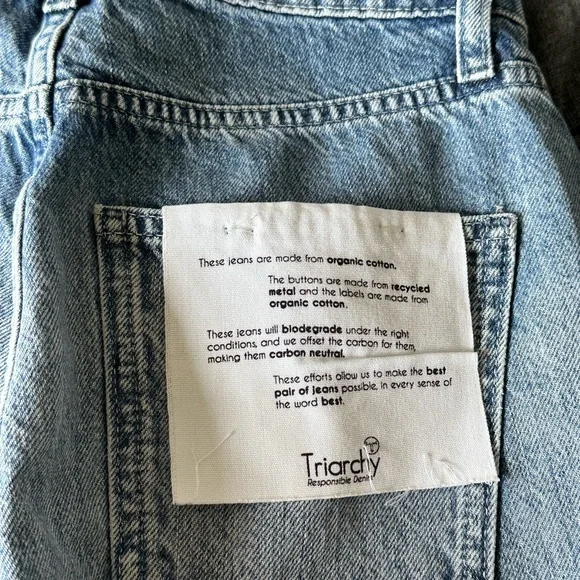 These jeans are made from organic cotton.
The buttons are made from recycled
metal and the labels are made from
organic cotton.
These jeans will biodegrade under the right
conditions, and we offset the carbon for them,
making them carbon neutral.
These efforts allow us to make the best
pair of jeans possible, in every sense of
the word best.
Triarchy
Responsible Denim